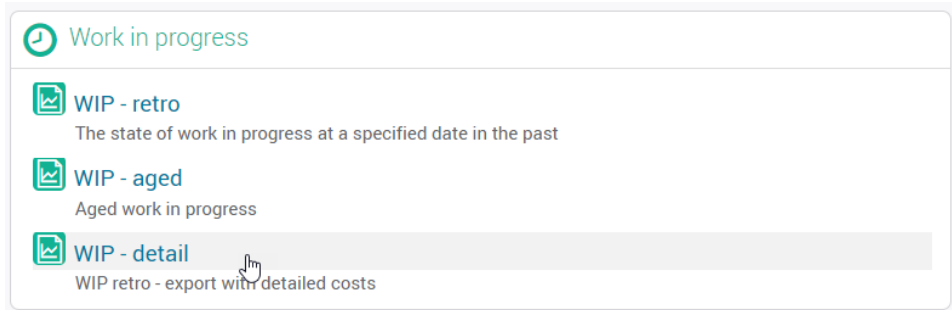 Work in progress
WIP - retro
The state of work in progress at a specified date in the past
WIP - aged
Aged work in progress
WIP - detail
WIP retro - export with detailed costs